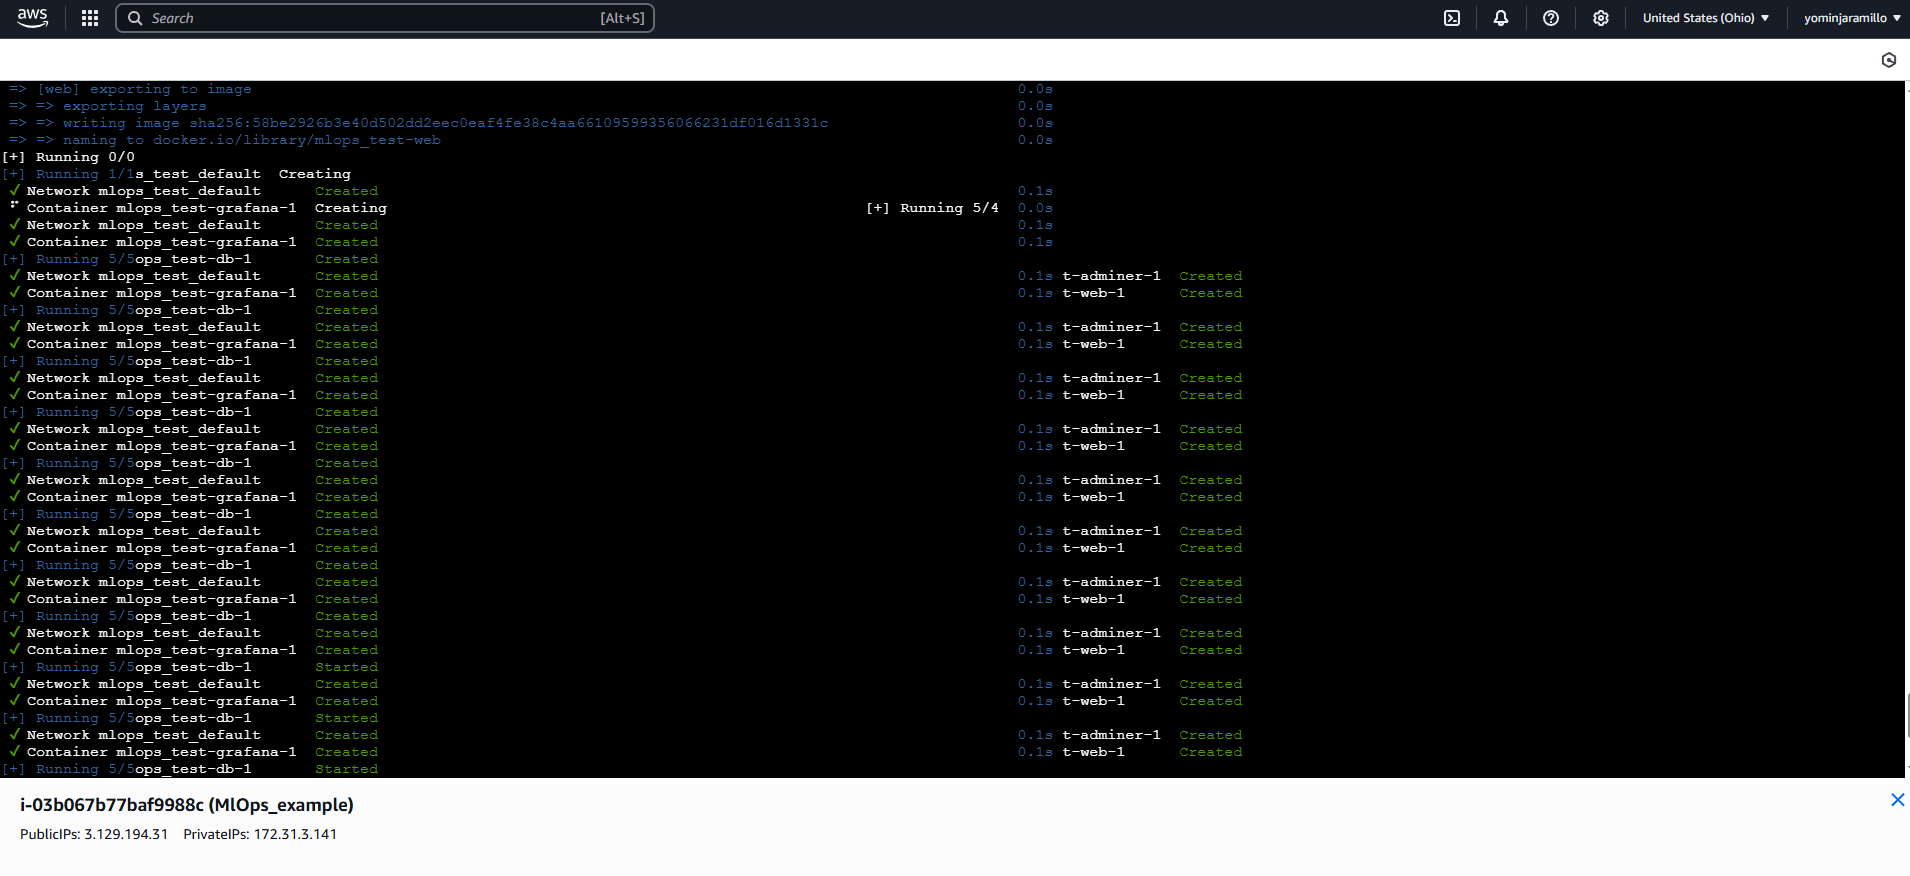 aws Search [Alt+S] United States (Ohio) yominjaramillo
=> [web] exporting to image 0.0s
=> => exporting layers 0.0s
=> => writing image sha256:58be2926b3e40d502dd2eec0eaf4fe38c4aa66109599356066231df016d1331c 0.0s
=> => naming to docker.io/library/mlops_test-web 0.0s
[+] Running 0/0
[+] Running 1/1s_test_default Creating
✓ Network mlops_test_default Created 0.1s
⠋ Container mlops_test-grafana-1 Creating [+] Running 5/4 0.0s
✓ Network mlops_test_default Created 0.1s
✓ Container mlops_test-grafana-1 Created 0.1s
[+] Running 5/5ops_test-db-1 Created
✓ Network mlops_test_default Created 0.1s t-adminer-1 Created
✓ Container mlops_test-grafana-1 Created 0.1s t-web-1 Created
[+] Running 5/5ops_test-db-1 Created
✓ Network mlops_test_default Created 0.1s t-adminer-1 Created
✓ Container mlops_test-grafana-1 Created 0.1s t-web-1 Created
[+] Running 5/5ops_test-db-1 Created
✓ Network mlops_test_default Created 0.1s t-adminer-1 Created
✓ Container mlops_test-grafana-1 Created 0.1s t-web-1 Created
[+] Running 5/5ops_test-db-1 Created
✓ Network mlops_test_default Created 0.1s t-adminer-1 Created
✓ Container mlops_test-grafana-1 Created 0.1s t-web-1 Created
[+] Running 5/5ops_test-db-1 Created
✓ Network mlops_test_default Created 0.1s t-adminer-1 Created
✓ Container mlops_test-grafana-1 Created 0.1s t-web-1 Created
[+] Running 5/5ops_test-db-1 Created
✓ Network mlops_test_default Created 0.1s t-adminer-1 Created
✓ Container mlops_test-grafana-1 Created 0.1s t-web-1 Created
[+] Running 5/5ops_test-db-1 Created
✓ Network mlops_test_default Created 0.1s t-adminer-1 Created
✓ Container mlops_test-grafana-1 Created 0.1s t-web-1 Created
[+] Running 5/5ops_test-db-1 Created
✓ Network mlops_test_default Created 0.1s t-adminer-1 Created
✓ Container mlops_test-grafana-1 Created 0.1s t-web-1 Created
[+] Running 5/5ops_test-db-1 Started
✓ Network mlops_test_default Created 0.1s t-adminer-1 Created
✓ Container mlops_test-grafana-1 Created 0.1s t-web-1 Created
[+] Running 5/5ops_test-db-1 Started
✓ Network mlops_test_default Created 0.1s t-adminer-1 Created
✓ Container mlops_test-grafana-1 Created 0.1s t-web-1 Created
[+] Running 5/5ops_test-db-1 Started
i-03b067b77baf9988c (MlOps_example)
PublicIPs: 3.129.194.31 PrivateIPs: 172.31.3.141